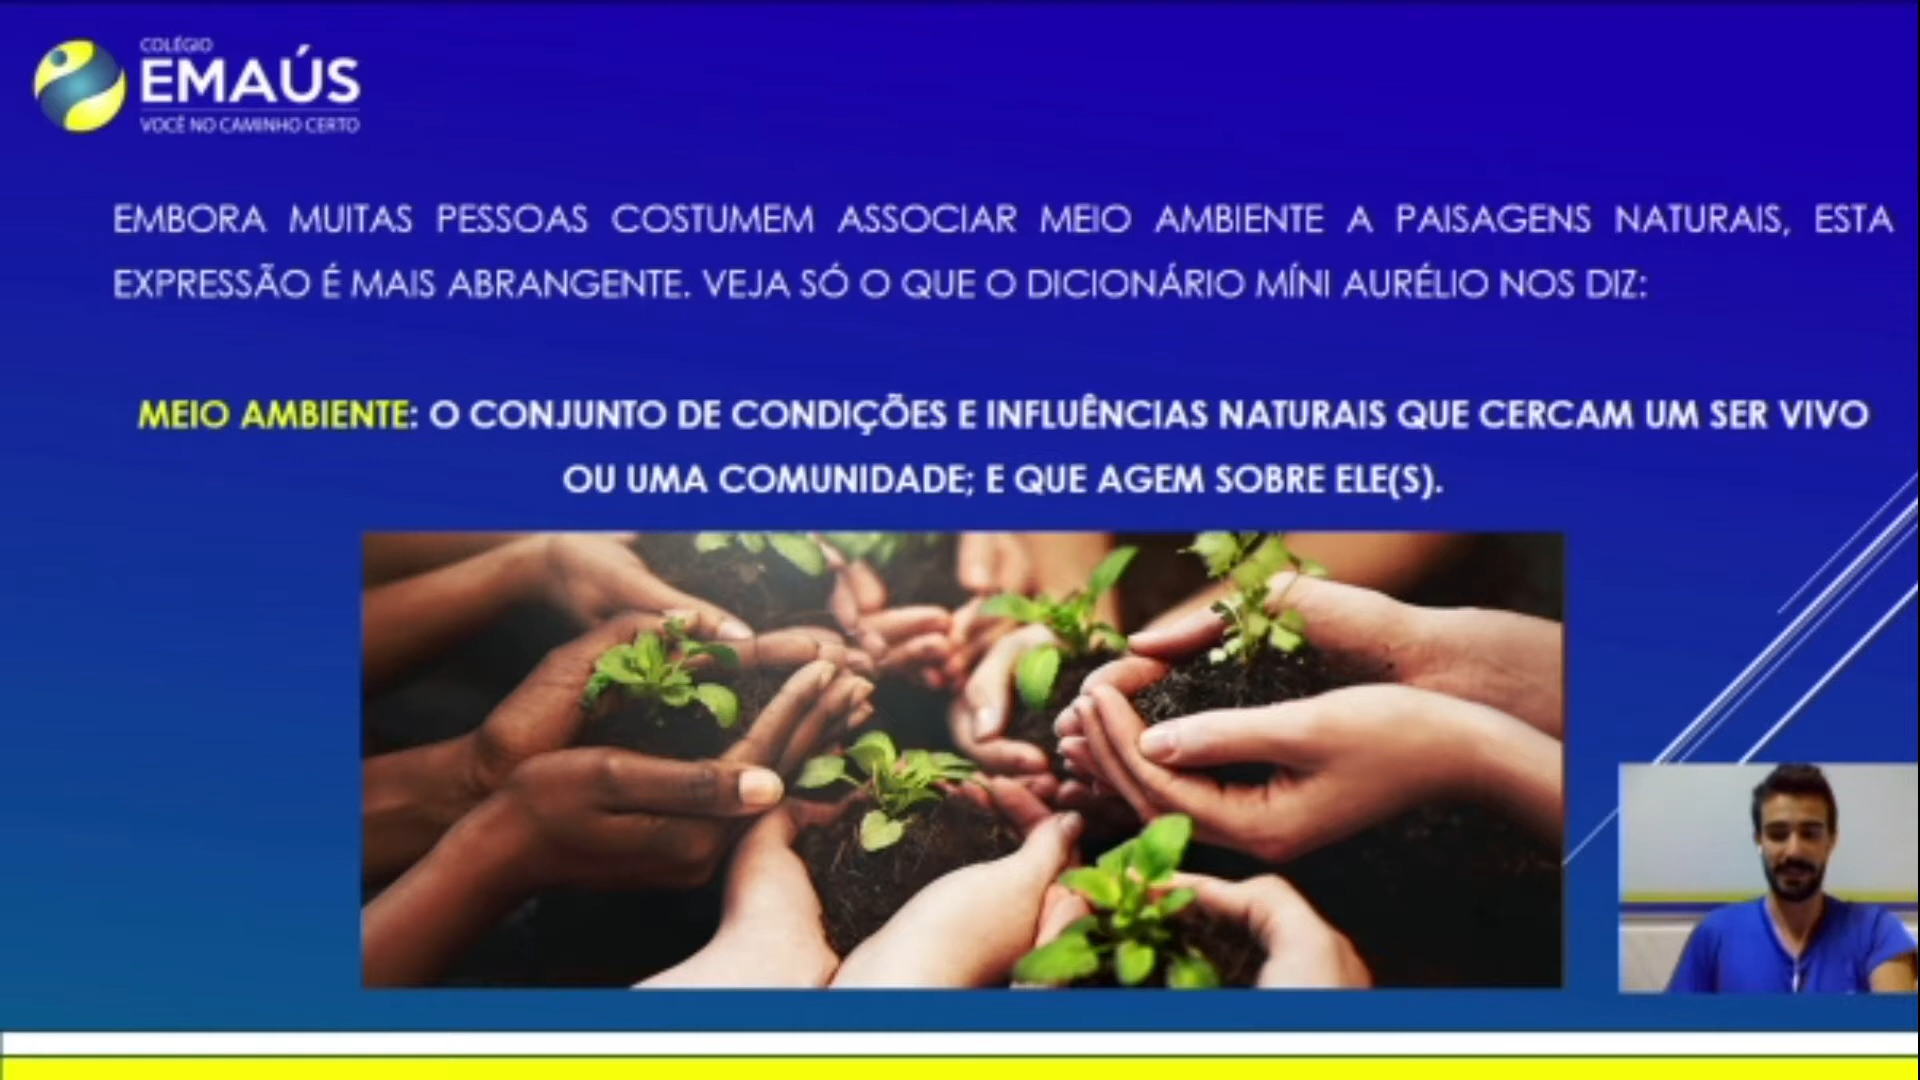 COLÉGIO
EMAÚS
VOCÊ NO CAMINHO CERTO
EMBORA MUITAS PESSOAS COSTUMEM ASSOCIAR MEIO AMBIENTE A PAISAGENS NATURAIS, ESTA
EXPRESSÃO É MAIS ABRANGENTE. VEJA SÓ O QUE O DICIONÁRIO MÍNI AURÉLIO NOS DIZ:
MEIO AMBIENTE: O CONJUNTO DE CONDIÇÕES E INFLUÊNCIAS NATURAIS QUE CERCAM UM SER VIVO
OU UMA COMUNIDADE; E QUE AGEM SOBRE ELE(S).